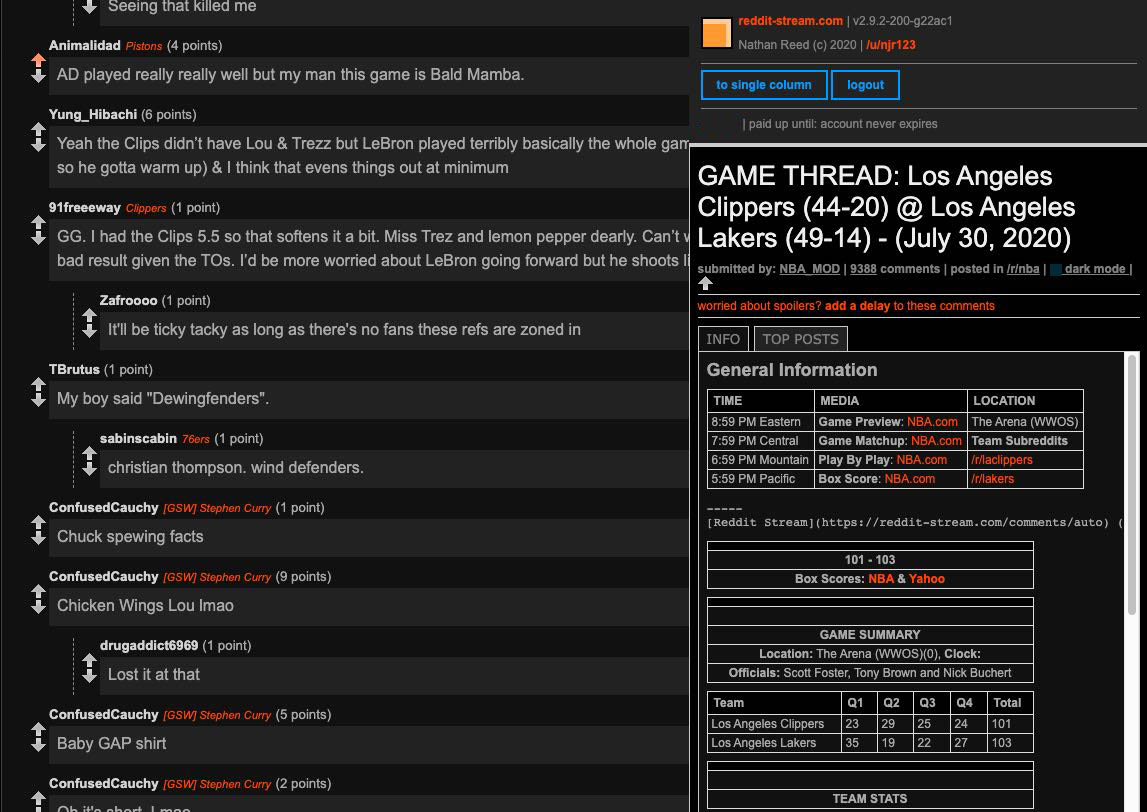 Seeing that killed me
Animalidad Pistons (4 points)
AD played really really well but my man this game is Bald Mamba.
Yung_Hibachi (6 points)
Yeah the Clips didn’t have Lou & Trezz but LeBron played terribly basically the whole gam
so he gotta warm up) & I think that evens things out at minimum
91freeeway Clippers (1 point)
GG. I had the Clips 5.5 so that softens it a bit. Miss Trez and lemon pepper dearly. Can’t w
bad result given the TOs. I’d be more worried about LeBron going forward but he shoots li
Zafroooo (1 point)
It'll be ticky tacky as long as there's no fans these refs are zoned in
TBrutus (1 point)
My boy said "Dewingfenders".
sabinscabin 76ers (1 point)
christian thompson. wind defenders.
ConfusedCauchy [GSW] Stephen Curry (1 point)
Chuck spewing facts
ConfusedCauchy [GSW] Stephen Curry (9 points)
Chicken Wings Lou lmao
drugaddict6969 (1 point)
Lost it at that
ConfusedCauchy [GSW] Stephen Curry (5 points)
Baby GAP shirt
ConfusedCauchy [GSW] Stephen Curry (2 points)
Oh it's short. Lmao
reddit-stream.com | v2.9.2-200-g22ac1
Nathan Reed (c) 2020 | /u/njr123
to single column logout
| paid up until: account never expires
GAME THREAD: Los Angeles
Clippers (44-20) @ Los Angeles
Lakers (49-14) - (July 30, 2020)
submitted by: NBA_MOD | 9388 comments | posted in /r/nba | dark mode |
worried about spoilers? add a delay to these comments
INFO TOP POSTS
General Information
TIME MEDIA LOCATION
8:59 PM Eastern Game Preview: NBA.com The Arena (WWOS)
7:59 PM Central Game Matchup: NBA.com Team Subreddits
6:59 PM Mountain Play By Play: NBA.com /r/laclippers
5:59 PM Pacific Box Score: NBA.com /r/lakers
-----
[Reddit Stream](https://reddit-stream.com/comments/auto) (
101 - 103
Box Scores: NBA & Yahoo
GAME SUMMARY
Location: The Arena (WWOS)(0), Clock:
Officials: Scott Foster, Tony Brown and Nick Buchert
Team Q1 Q2 Q3 Q4 Total
Los Angeles Clippers 23 29 25 24 101
Los Angeles Lakers 35 19 22 27 103
TEAM STATS